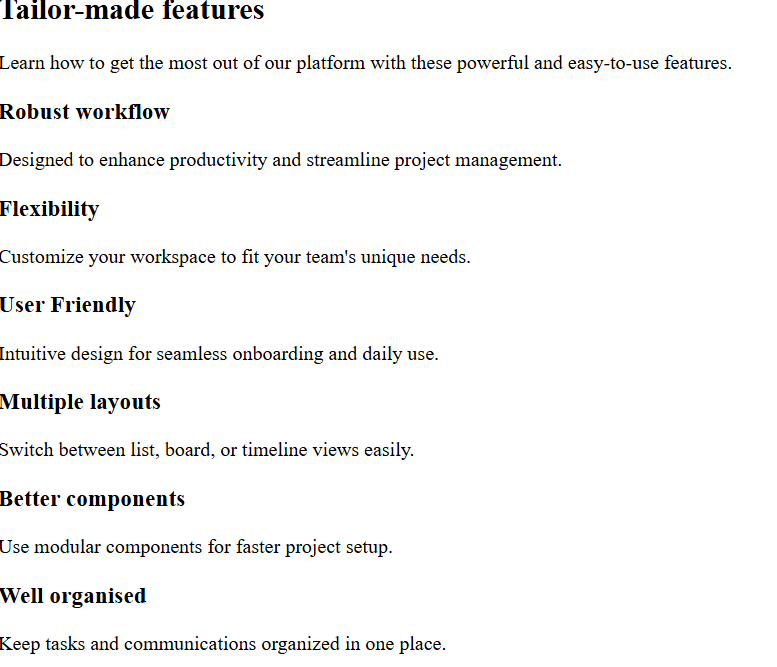 Tailor-made features
Learn how to get the most out of our platform with these powerful and easy-to-use features.
Robust workflow
Designed to enhance productivity and streamline project management.
Flexibility
Customize your workspace to fit your team's unique needs.
User Friendly
Intuitive design for seamless onboarding and daily use.
Multiple layouts
Switch between list, board, or timeline views easily.
Better components
Use modular components for faster project setup.
Well organised
Keep tasks and communications organized in one place.